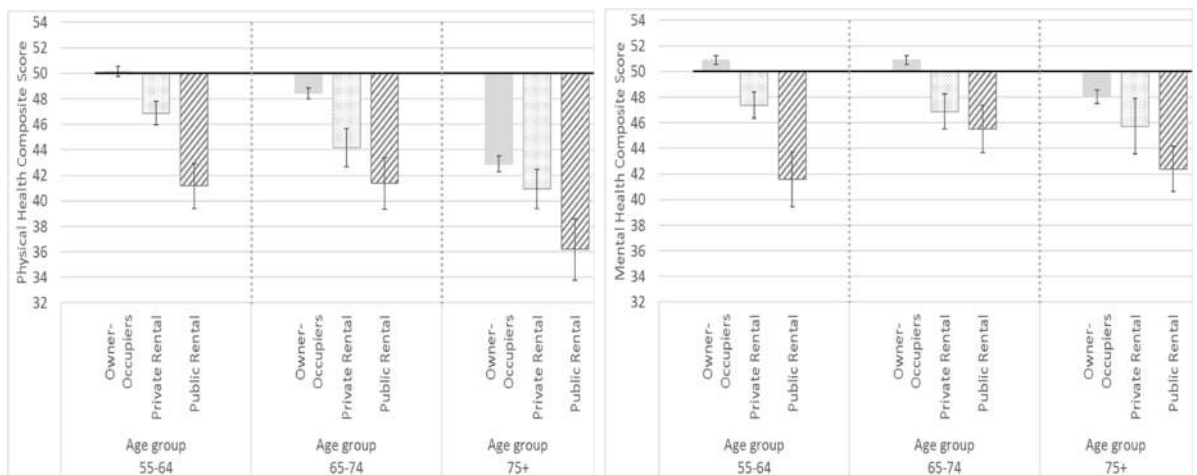 Physical Health Composite Score
54
52
50
48
46
44
42
40
38
36
34
32
Owner-
Occupiers
Private Rental
Public Rental
Owner-
Occupiers
Private Rental
Public Rental
Owner-
Occupiers
Private Rental
Public Rental
Age group
55-64
Age group
65-74
Age group
75+
Mental Health Composite Score
54
52
50
48
46
44
42
40
38
36
34
32
Owner-
Occupiers
Private Rental
Public Rental
Owner-
Occupiers
Private Rental
Public Rental
Owner-
Occupiers
Private Rental
Public Rental
Age group
55-64
Age group
65-74
Age group
75+